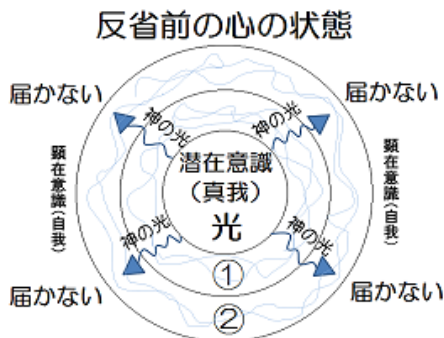 反省前の心の状態
届かない
届かない
神の光
神の光
顕在意識(自我)
潜在意識
(真我)
光
顕在意識(自我)
神の光
神の光
①
届かない
届かない
②